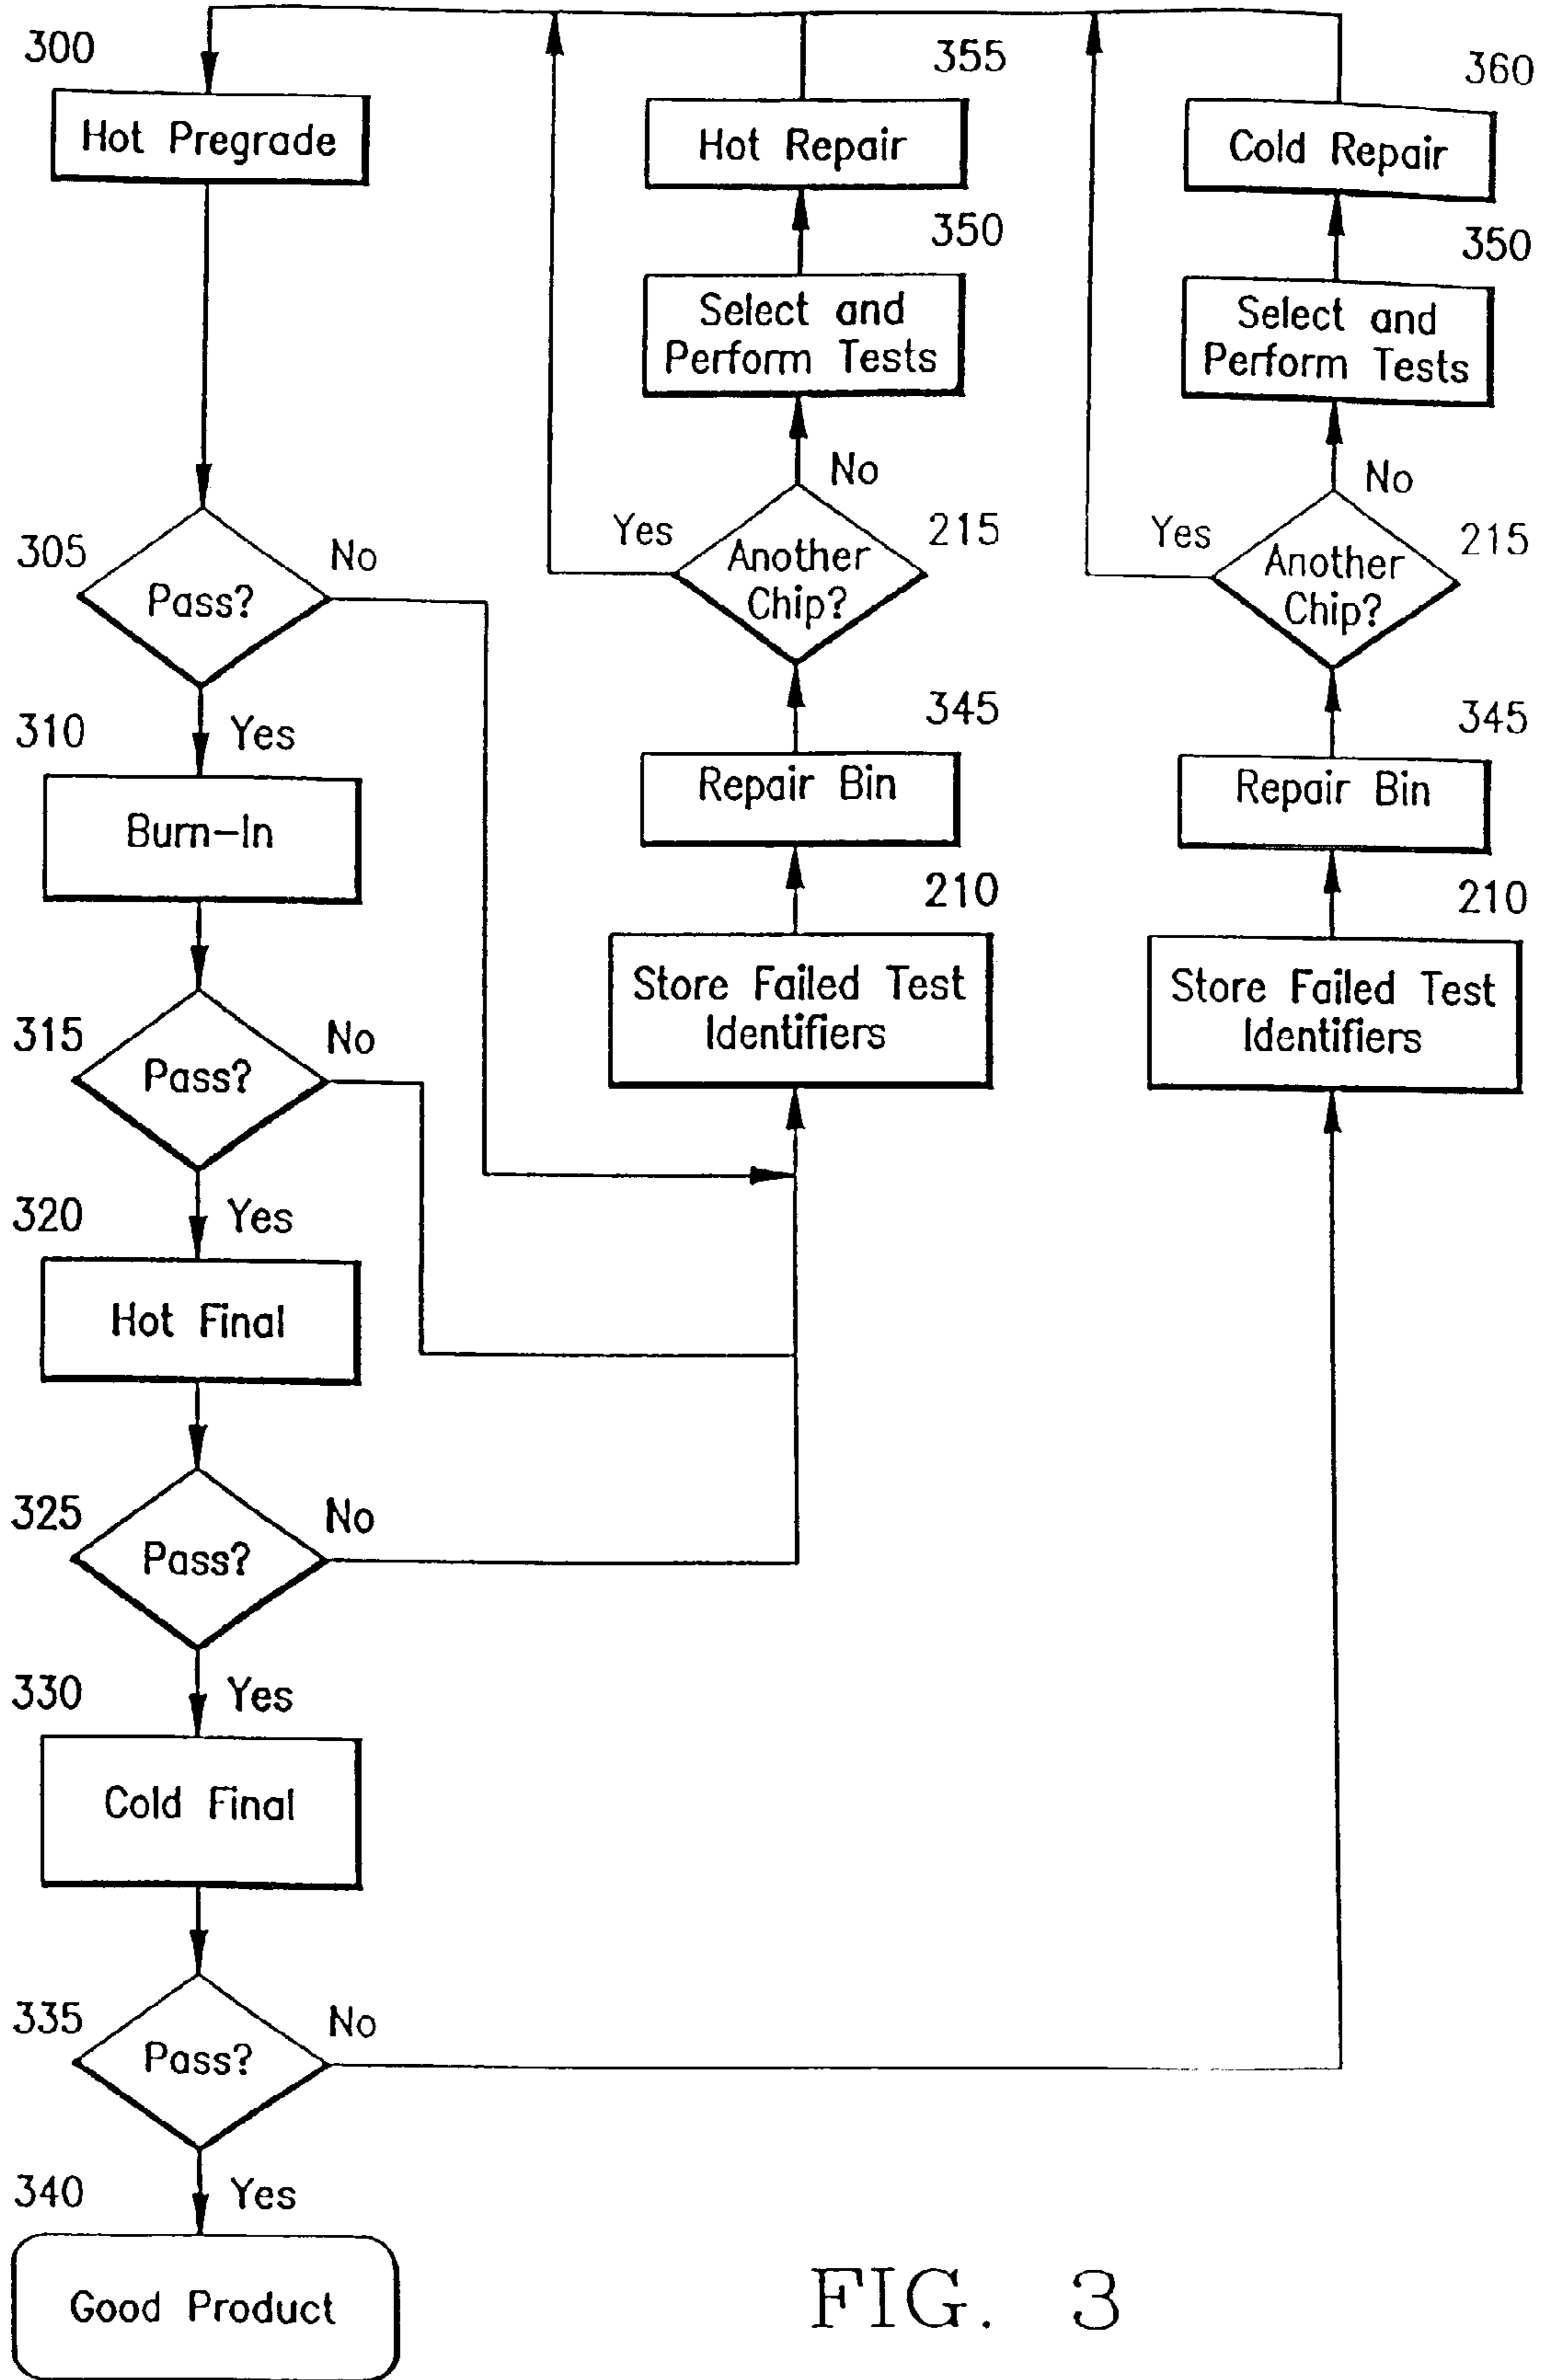 300
Hot Pregrade
305
Pass?
No
Yes
310
Burn-In
315
Pass?
No
Yes
320
Hot Final
325
Pass?
No
Yes
330
Cold Final
335
Pass?
No
Yes
340
Good Product
355
Hot Repair
350
Select and
Perform Tests
No
Yes
215
Another
Chip?
345
Repair Bin
210
Store Failed Test
Identifiers
360
Cold Repair
350
Select and
Perform Tests
No
Yes
215
Another
Chip?
345
Repair Bin
210
Store Failed Test
Identifiers
FIG. 3